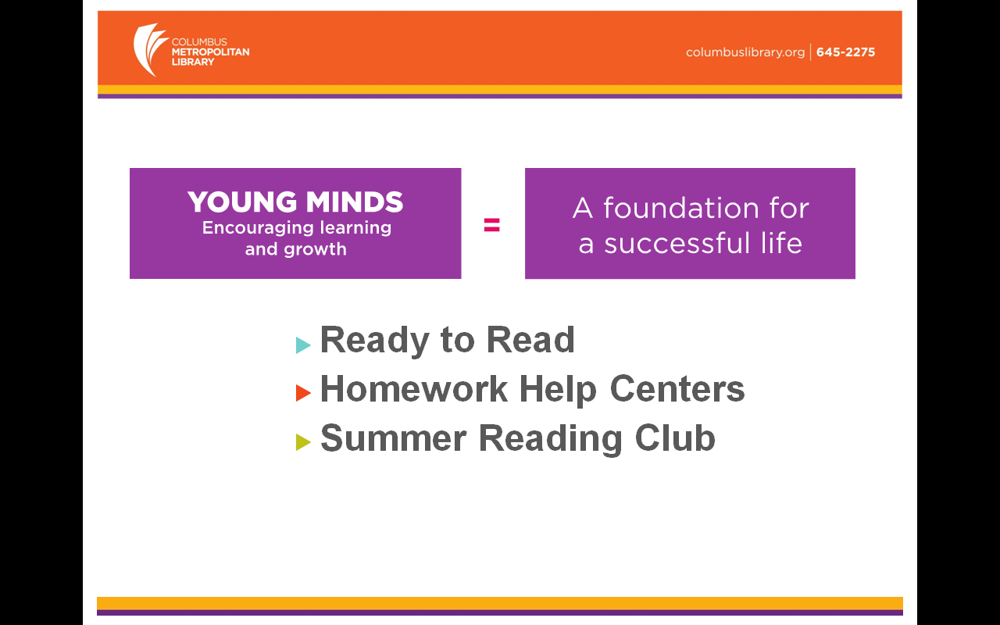 COLUMBUS
METROPOLITAN
LIBRARY
columbuslibrary.org | 645-2275
YOUNG MINDS
Encouraging learning
and growth
=
A foundation for
a successful life
Ready to Read
Homework Help Centers
Summer Reading Club